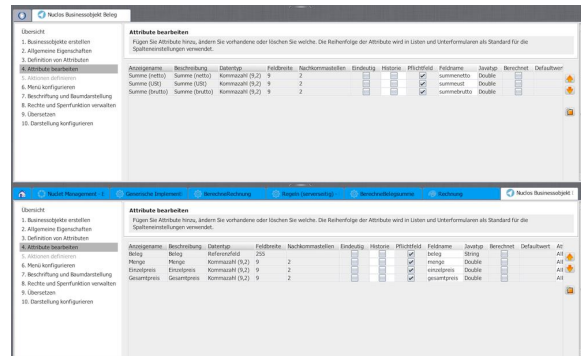 Nuclos Businessobjekt Beleg
Übersicht
1. Businessobjekte erstellen
2. Allgemeine Eigenschaften
3. Definition von Attributen
4. Attribute bearbeiten
5. Aktionen definieren
6. Menü konfigurieren
7. Beschriftung und Baumdarstellung
8. Rechte und Sperrfunktion verwalten
9. Übersetzen
10. Darstellung konfigurieren
Attribute bearbeiten
Fügen Sie Attribute hinzu, ändern Sie vorhandene oder löschen Sie welche. Die Reihenfolge der Attribute wird in Listen und Unterformularen als Standard für die
Spalteneinstellungen verwendet.
Anzeigename Beschreibung Datentyp Feldbreite Nachkommastellen Eindeutig Historie Pflichtfeld Feldname Javatyp Berechnet Defaultwer
Summe (netto) Summe (netto) Kommazahl (9,2) 9 2 summenetto Double
Summe (USt) Summe (USt) Kommazahl (9,2) 9 2 summeust Double
Summe (brutto) Summe (brutto) Kommazahl (9,2) 9 2 summebrutto Double
Nuclet Management Generische Implement BerechneRechnung Regeln (serverseitig) BerechneBelegsumme Rechnung Nuclos Businessobjekt
Übersicht
1. Businessobjekte erstellen
2. Allgemeine Eigenschaften
3. Definition von Attributen
4. Attribute bearbeiten
5. Aktionen definieren
6. Menü konfigurieren
7. Beschriftung und Baumdarstellung
8. Rechte und Sperrfunktion verwalten
9. Übersetzen
10. Darstellung konfigurieren
Attribute bearbeiten
Fügen Sie Attribute hinzu, ändern Sie vorhandene oder löschen Sie welche. Die Reihenfolge der Attribute wird in Listen und Unterformularen als Standard für die
Spalteneinstellungen verwendet.
Anzeigename Beschreibung Datentyp Feldbreite Nachkommastellen Eindeutig Historie Pflichtfeld Feldname Javatyp Berechnet Defaultwert Att
Beleg Beleg Referenzfeld 255 beleg String All
Menge Menge Kommazahl (9,2) 9 2 menge Double All
Einzelpreis Einzelpreis Kommazahl (9,2) 9 2 einzelpreis Double All
Gesamtpreis Gesamtpreis Kommazahl (9,2) 9 2 gesamtpreis Double All